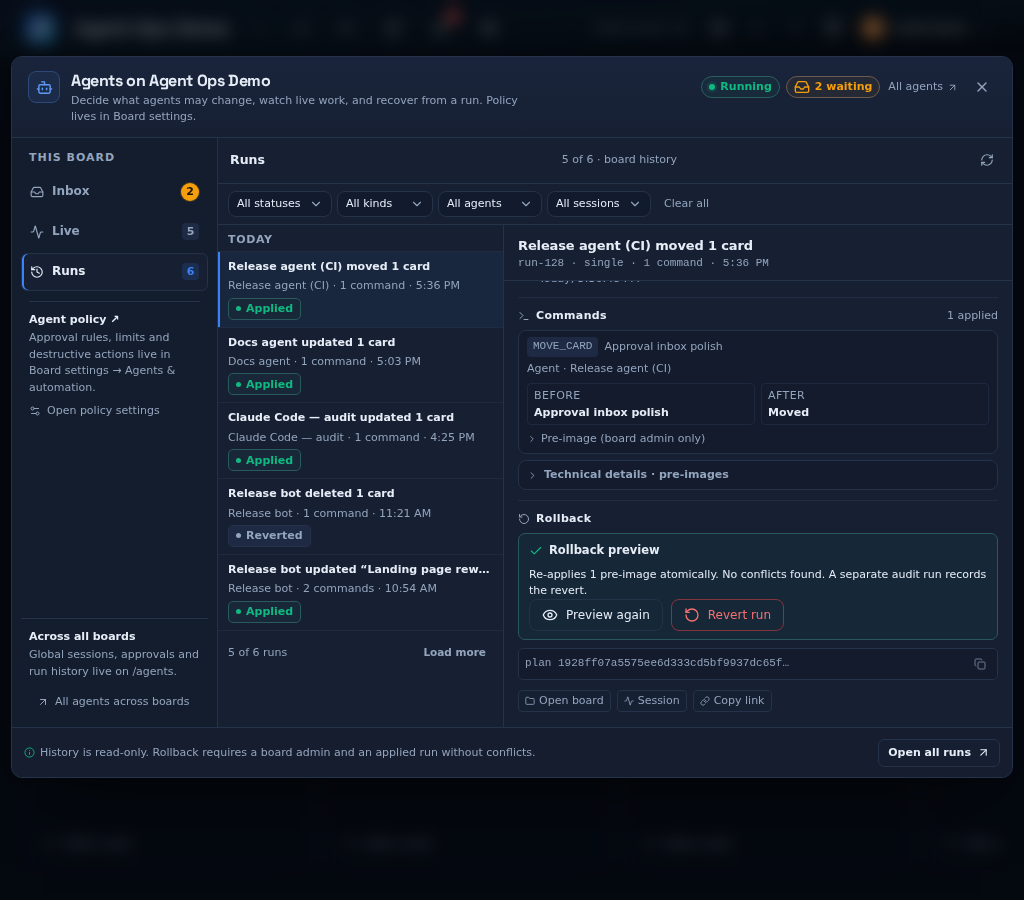 Agents on Agent Ops Demo
Decide what agents may change, watch live work, and recover from a run. Policy
lives in Board settings.
Running
2 waiting
All agents
THIS BOARD
Inbox
2
Live
5
Runs
6
Agent policy ↗
Approval rules, limits and
destructive actions live in
Board settings → Agents &
automation.
Open policy settings
Across all boards
Global sessions, approvals and
run history live on /agents.
All agents across boards
Runs
5 of 6 · board history
All statuses
All kinds
All agents
All sessions
Clear all
TODAY
Release agent (CI) moved 1 card
Release agent (CI) · 1 command · 5:36 PM
Applied
Docs agent updated 1 card
Docs agent · 1 command · 5:03 PM
Applied
Claude Code — audit updated 1 card
Claude Code — audit · 1 command · 4:25 PM
Applied
Release bot deleted 1 card
Release bot · 1 command · 11:21 AM
Reverted
Release bot updated “Landing page rew…
Release bot · 2 commands · 10:54 AM
Applied
5 of 6 runs
Load more
Release agent (CI) moved 1 card
run-128 · single · 1 command · 5:36 PM
Commands
1 applied
MOVE_CARD
Approval inbox polish
Agent · Release agent (CI)
BEFORE
Approval inbox polish
AFTER
Moved
Pre-image (board admin only)
Technical details · pre-images
Rollback
Rollback preview
Re-applies 1 pre-image atomically. No conflicts found. A separate audit run records
the revert.
Preview again
Revert run
plan 1928ff07a5575ee6d333cd5bf9937dc65f…
Open board
Session
Copy link
History is read-only. Rollback requires a board admin and an applied run without conflicts.
Open all runs